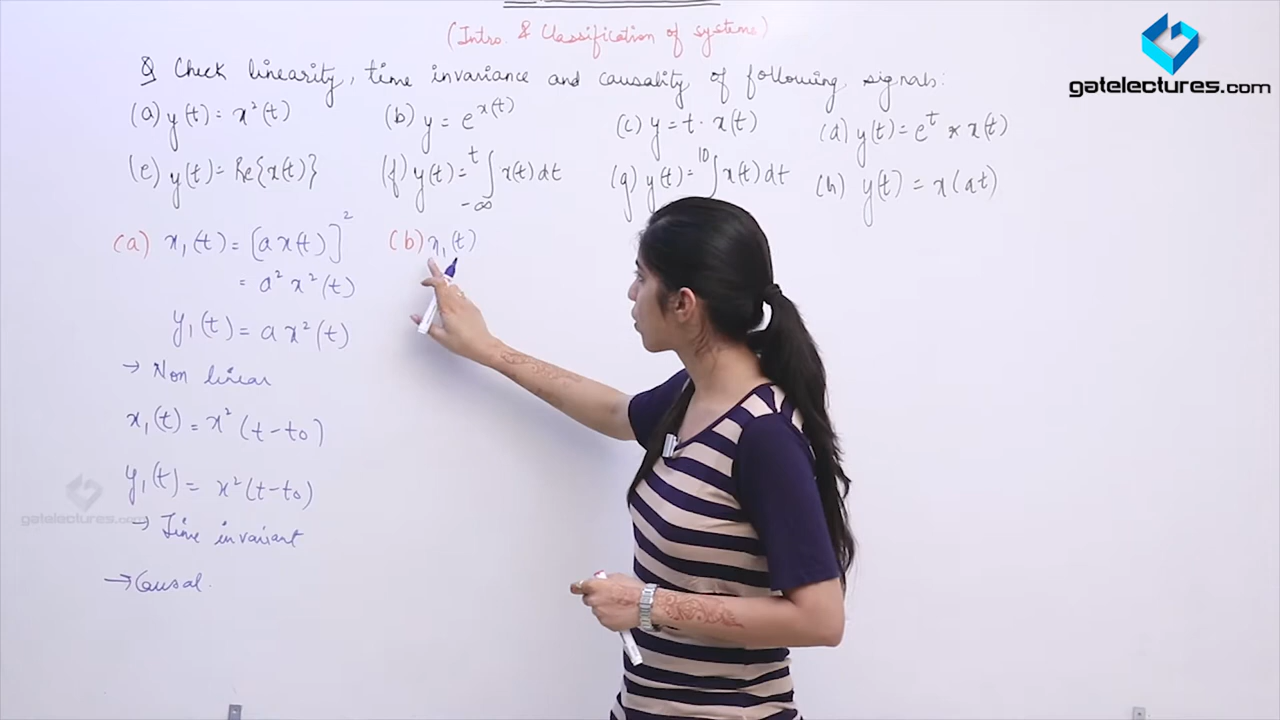 (Intro. & Classification of systems)
gatelectures.com
Q Check linearity, time invariance and causality of following signals:
(a) y(t) = x²(t) (b) y = e^x(t) (c) y = t · x(t) (d) y(t) = e^t * x(t)
(e) y(t) = Re{x(t)} (f) y(t) = ∫_-∞^t x(t) dt (g) y(t) = ∫^10 x(t) dt (h) y(t) = x(at)
(a) x₁(t) = [a x(t)]²
= a² x²(t)
y₁(t) = a x²(t)
→ Non linear
x₁(t) = x²(t-t₀)
y₁(t) = x²(t-t₀)
→ Time invariant
→ Causal.
(b) x₁(t)
gatelectures.com